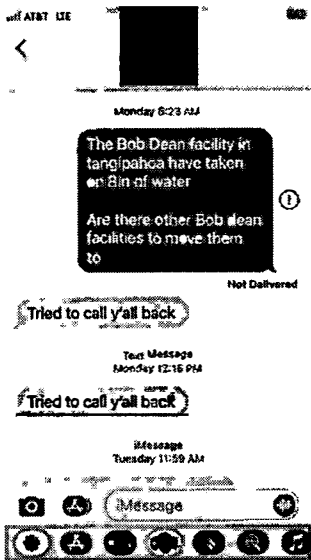 AT&T LTE
Monday 8:23 AM
The Bob Dean facility in
tangipahoa have taken
on 8in of water
Are there other Bob dean
facilities to move them
to
Not Delivered
Tried to call y'all back
Text Message
Monday 12:15 PM
Tried to call y'all back
iMessage
Tuesday 11:59 AM
iMessage